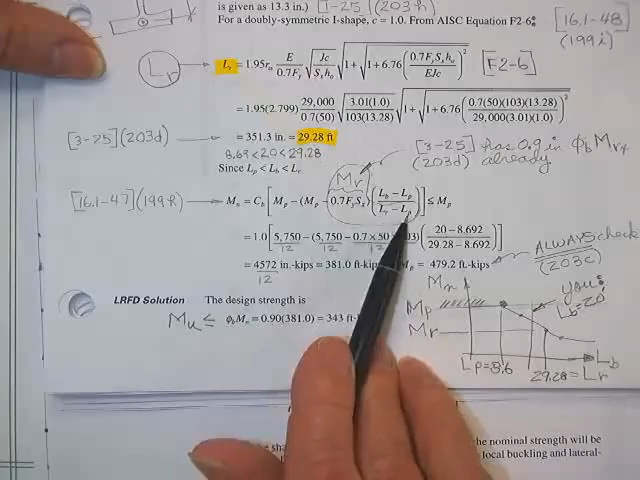 given as 13.3 in.) [1-25](203h)
For a doubly-symmetric I-shape, c = 1.0. From AISC Equation F2-6:
[16.1-48]
(199i)
Lr
Lr = 1.95rts E/0.7Fy √(Jc/Sxho) √(1 + √(1 + 6.76 (0.7FySxho/EJc)²))
[F2-6]
= 1.95(2.799) 29,000/0.7(50) √(3.01(1.0)/103(13.28)) √(1 + √(1 + 6.76 (0.7(50)(103)(13.28)/29,000(3.01)(1.0))²))
[3-25](203d)
= 351.3 in. = 29.28 ft
8.69 < 20 < 29.28
[3-25] has 0.9 in ϕb Mrx
(203d) already
Since Lp < Lb < Lr
Mr
[16.1-47](199h)
Mn = Cb [Mp − (Mp − 0.7FySx)(Lb − Lp/Lr − Lp)] ≤ Mp
= 1.0 [5,750/12 − (5,750/12 − 0.7 × 50 03)/12 (20 − 8.692/29.28 − 8.692)]
= 4572/12 in.-kips = 381.0 ft-kips Mp = 479.2 ft-kips
ALWAYS check
(203c)
LRFD Solution The design strength is
Mu ≤ ϕbMn = 0.90(381.0) = 343 ft-k
Mn
Mp
Mr
you:
Lb = 20'
Lp = 8.6
29.28 = Lr
Lb
the nominal strength will be
local buckling and